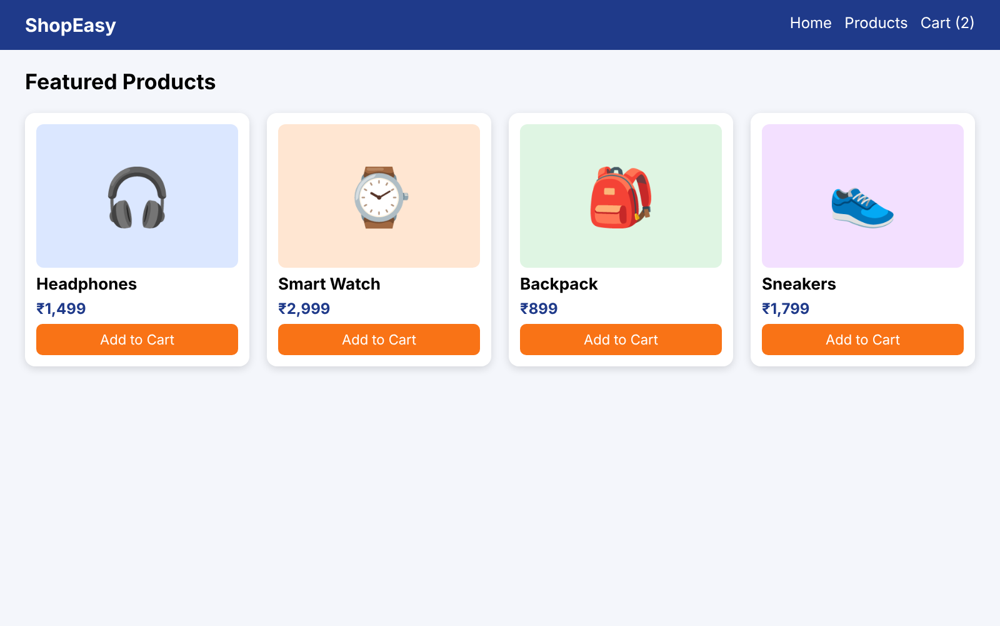 ShopEasy
Home Products Cart (2)
Featured Products
Headphones
₹1,499
Add to Cart
Smart Watch
₹2,999
Add to Cart
Backpack
₹899
Add to Cart
Sneakers
₹1,799
Add to Cart